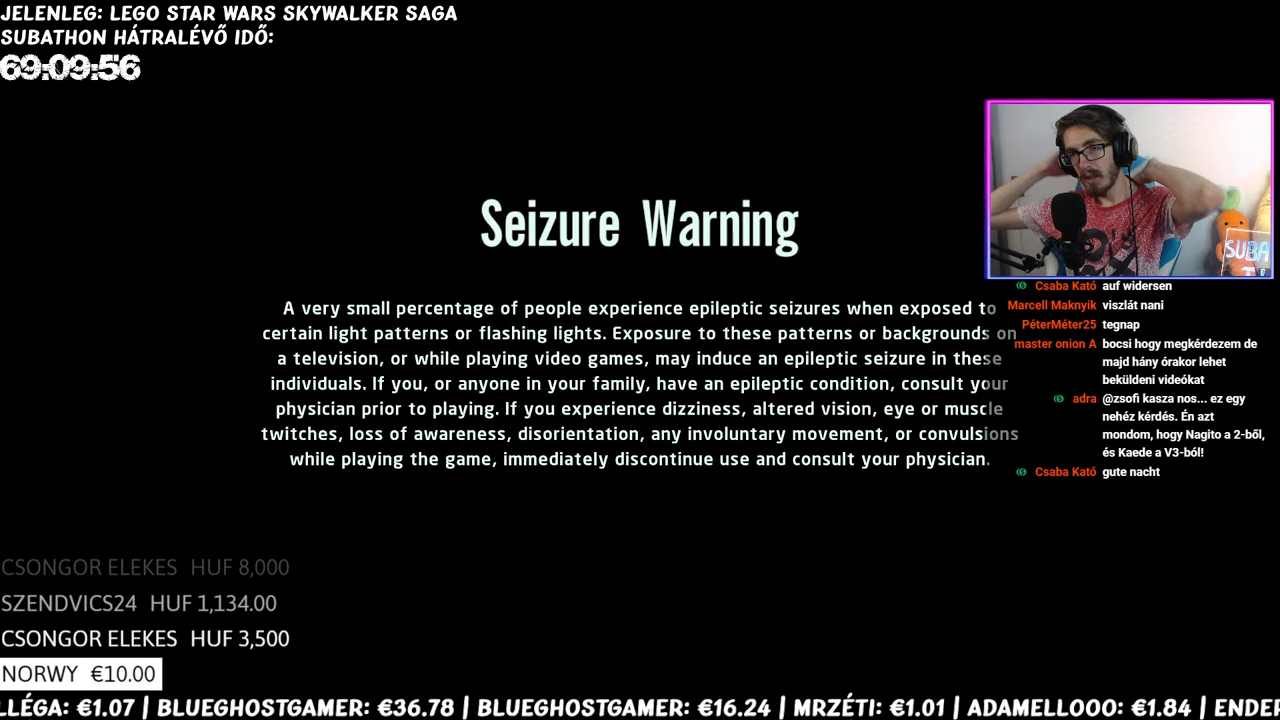 JELENLEG: LEGO STAR WARS SKYWALKER SAGA
SUBATHON HÁTRALÉVŐ IDŐ:
69:09:56
Seizure Warning
A very small percentage of people experience epileptic seizures when exposed to
certain light patterns or flashing lights. Exposure to these patterns or backgrounds on
a television, or while playing video games, may induce an epileptic seizure in these
individuals. If you, or anyone in your family, have an epileptic condition, consult your
physician prior to playing. If you experience dizziness, altered vision, eye or muscle
twitches, loss of awareness, disorientation, any involuntary movement, or convulsions
while playing the game, immediately discontinue use and consult your physician.
SUBA
Csaba Kató auf widersen
Marcell Maknyik viszlát nani
PéterMéter25 tegnap
master onion A bocsi hogy megkérdezem de
majd hány órakor lehet
beküldeni videókat
adra @zsofi kasza nos... ez egy
nehéz kérdés. Én azt
mondom, hogy Nagito a 2-ből,
és Kaede a V3-ból!
Csaba Kató gute nacht
CSONGOR ELEKES HUF 8,000
SZENDVICS24 HUF 1,134.00
CSONGOR ELEKES HUF 3,500
NORWY €10.00
LLÉGA: €1.07 | BLUEGHOSTGAMER: €36.78 | BLUEGHOSTGAMER: €16.24 | MRZÉTI: €1.01 | ADAMELLOOO: €1.84 | ENDER